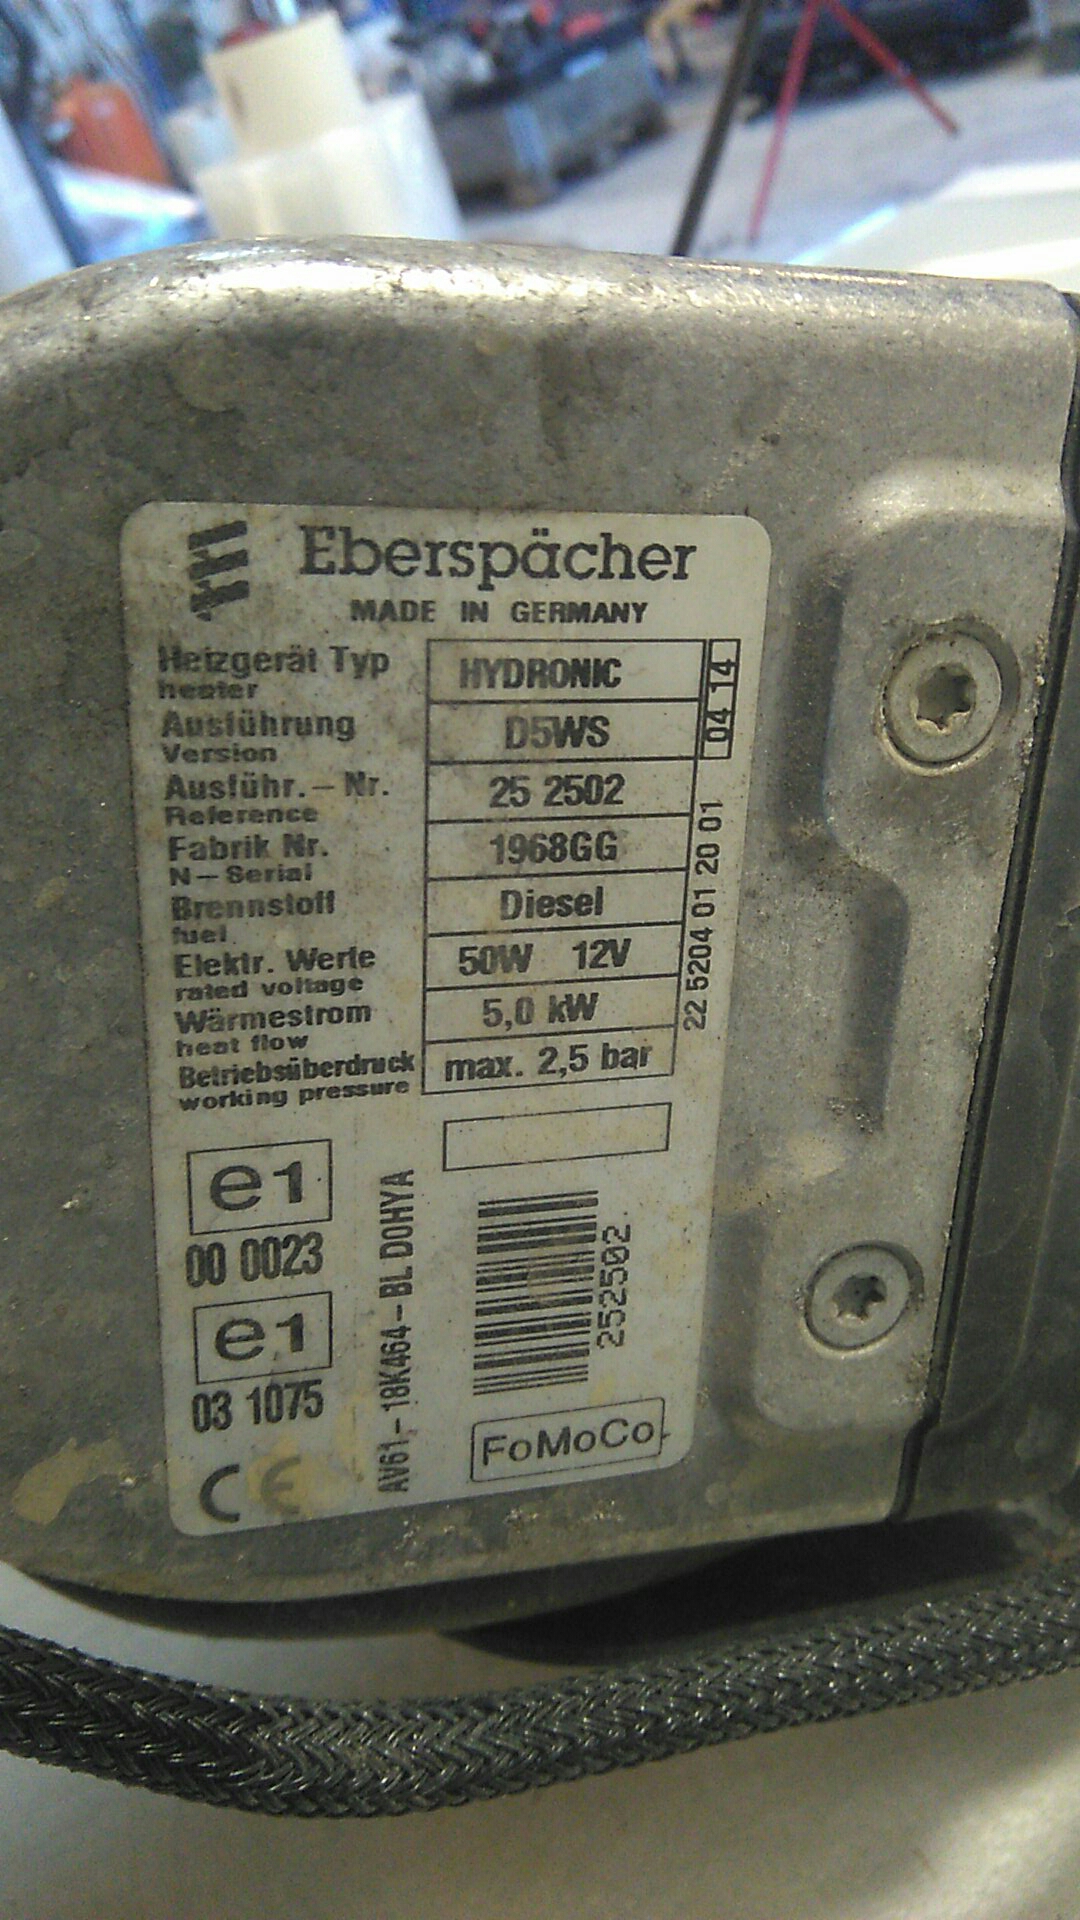 Eberspächer
MADE IN GERMANY
Heizgerät Typ HYDRONIC
heater
Ausführung D5WS
Version
04 14
Ausführ.-Nr. 25 2502
Reference
Fabrik Nr. 1968GG
N-Serial
Brennstoff Diesel
fuel
Elektr. Werte 50W 12V
rated voltage
Wärmestrom 5,0 kW
heat flow
Betriebsüberdruck max. 2,5 bar
working pressure
22 5204 01 20 01
e1
00 0023
e1
03 1075
CE
AV61,-18K464-BL DOHYA
252502
FoMoCo